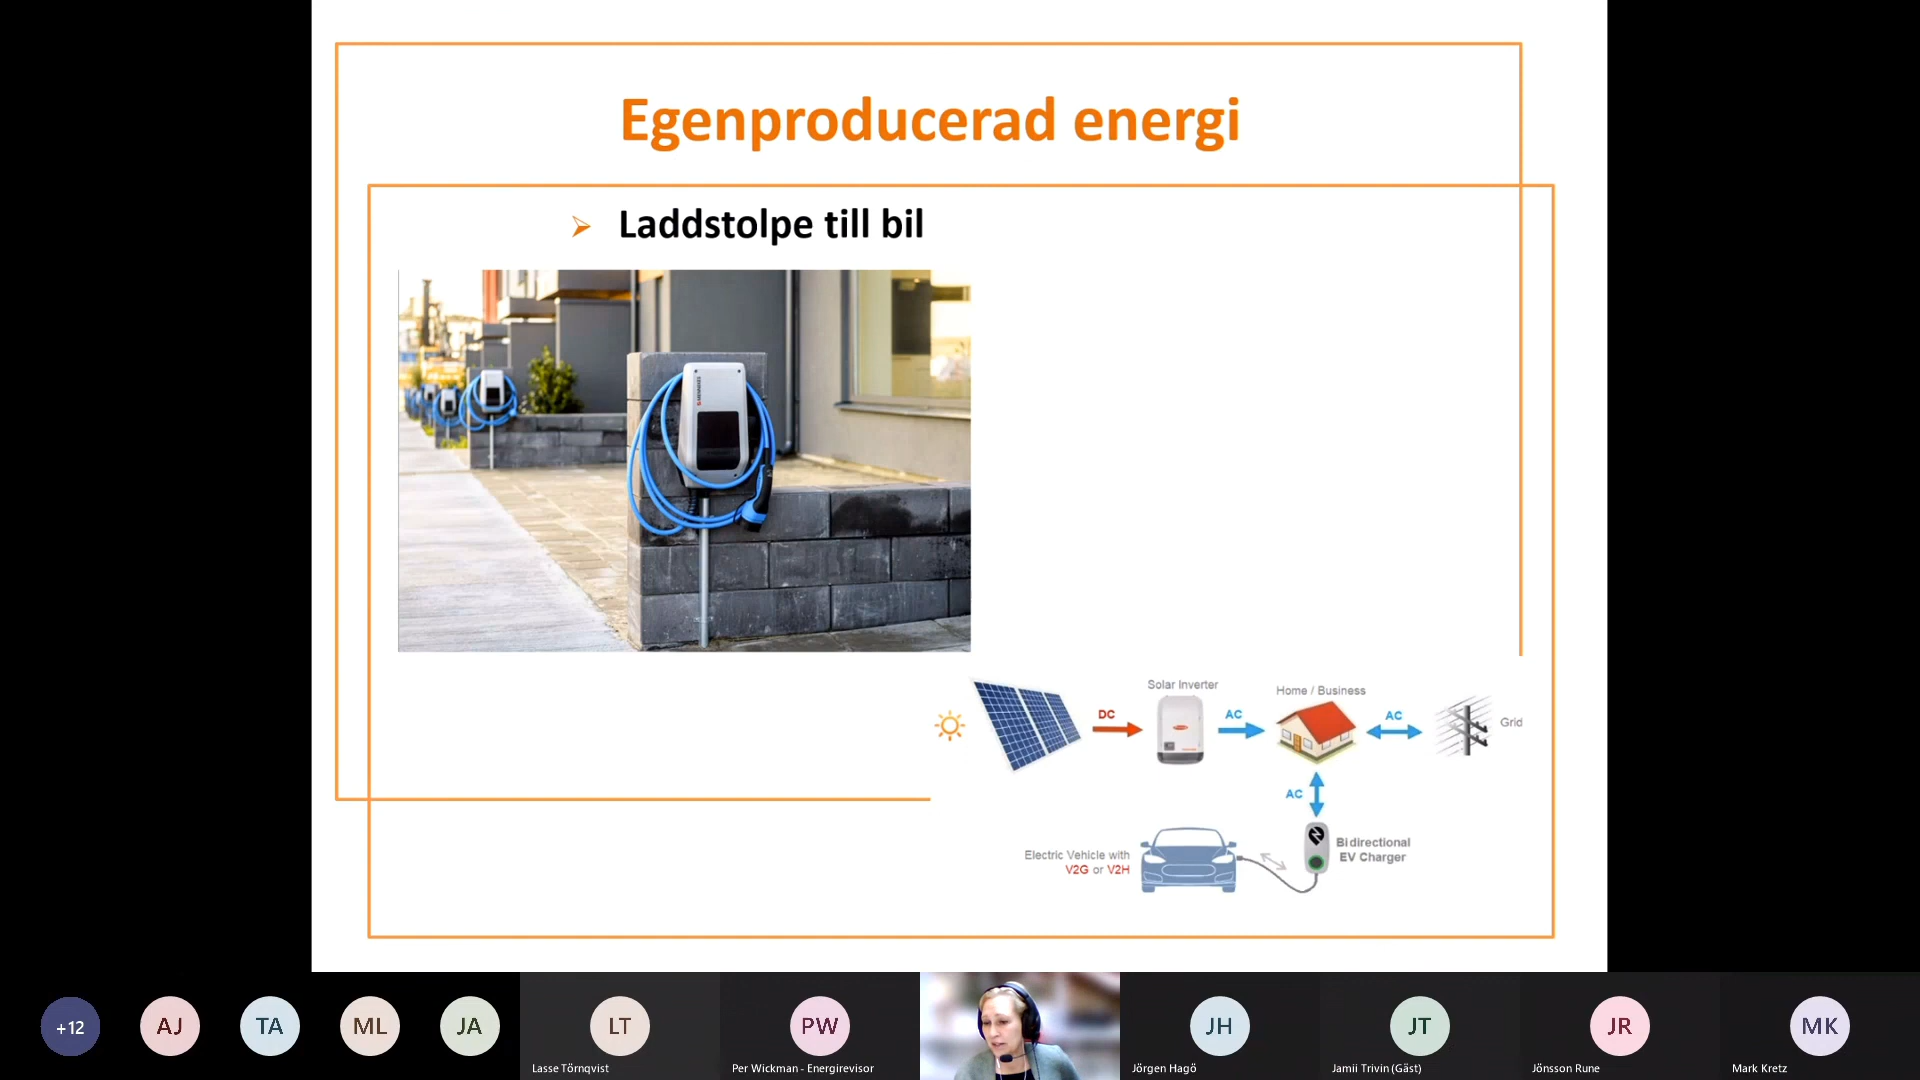 Egenproducerad energi
Laddstolpe till bil
Solar Inverter
Home / Business
DC
AC
AC
Grid
AC
Electric Vehicle with
V2G or V2H
Bidirectional
EV Charger
+12
AJ
TA
ML
JA
LT
PW
JH
JT
JR
MK
Lasse Törnqvist
Per Wickman - Energirevisor
Jörgen Hagö
Jamii Trivin (Gäst)
Jönsson Rune
Mark Kretz